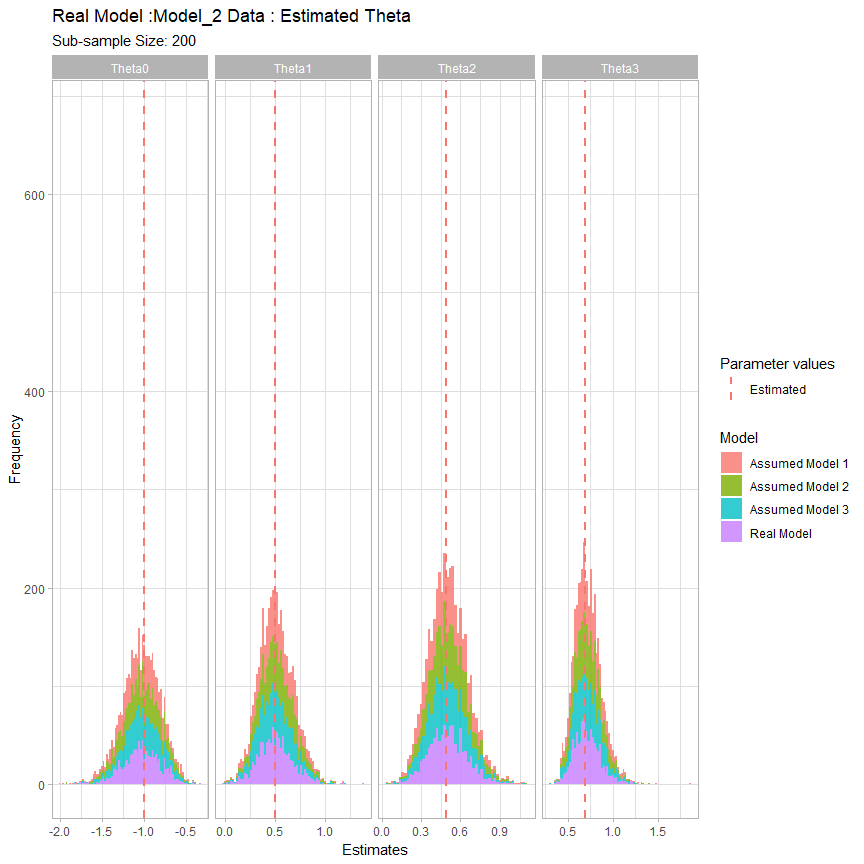 Real Model :Model_2 Data : Estimated Theta
Sub-sample Size: 200
Theta0 Theta1 Theta2 Theta3
600
400
200
0
Frequency
-2.0 -1.5 -1.0 -0.5 0.0 0.5 1.0 0.0 0.3 0.6 0.9 0.5 1.0 1.5
Estimates
Parameter values
Estimated
Model
Assumed Model 1
Assumed Model 2
Assumed Model 3
Real Model